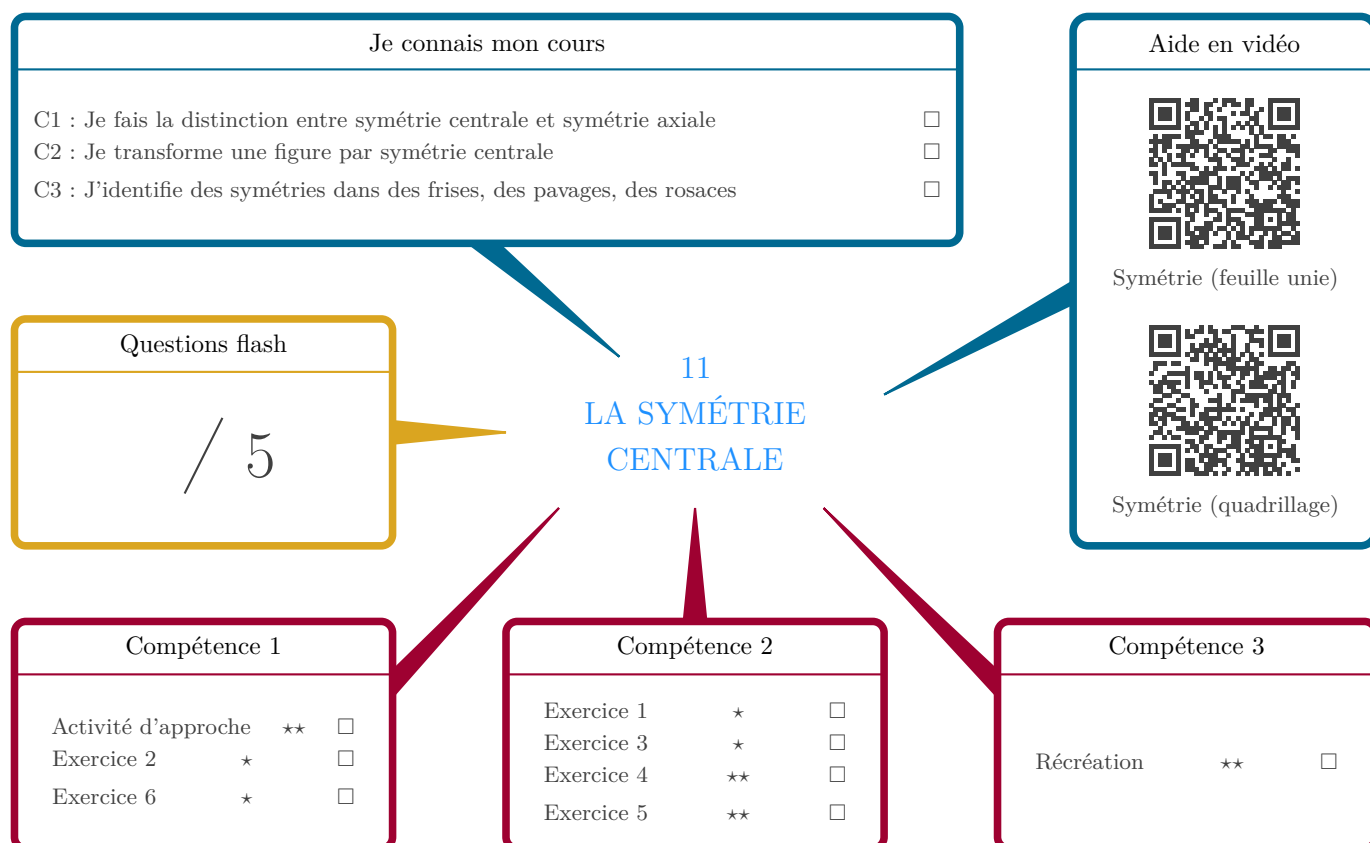 Je connais mon cours
C1 : Je fais la distinction entre symétrie centrale et symétrie axiale □
C2 : Je transforme une figure par symétrie centrale □
C3 : J'identifie des symétries dans des frises, des pavages, des rosaces □
Aide en vidéo
Symétrie (feuille unie)
Symétrie (quadrillage)
Questions flash
/ 5
11
LA SYMÉTRIE
CENTRALE
Compétence 1
Activité d'approche ⋆⋆ □
Exercice 2 ⋆ □
Exercice 6 ⋆ □
Compétence 2
Exercice 1 ⋆ □
Exercice 3 ⋆ □
Exercice 4 ⋆⋆ □
Exercice 5 ⋆⋆ □
Compétence 3
Récréation ⋆⋆ □